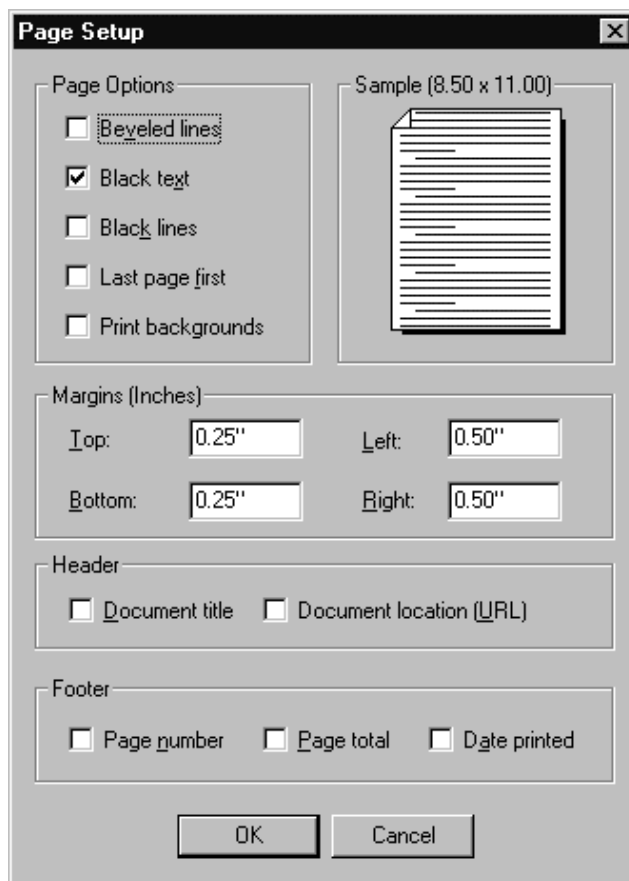 Page Setup
Page Options
Beveled lines
Black text
Black lines
Last page first
Print backgrounds
Sample (8.50 x 11.00)
Margins (Inches)
Top: 0.25" Left: 0.50"
Bottom: 0.25" Right: 0.50"
Header
Document title Document location (URL)
Footer
Page number Page total Date printed
OK Cancel